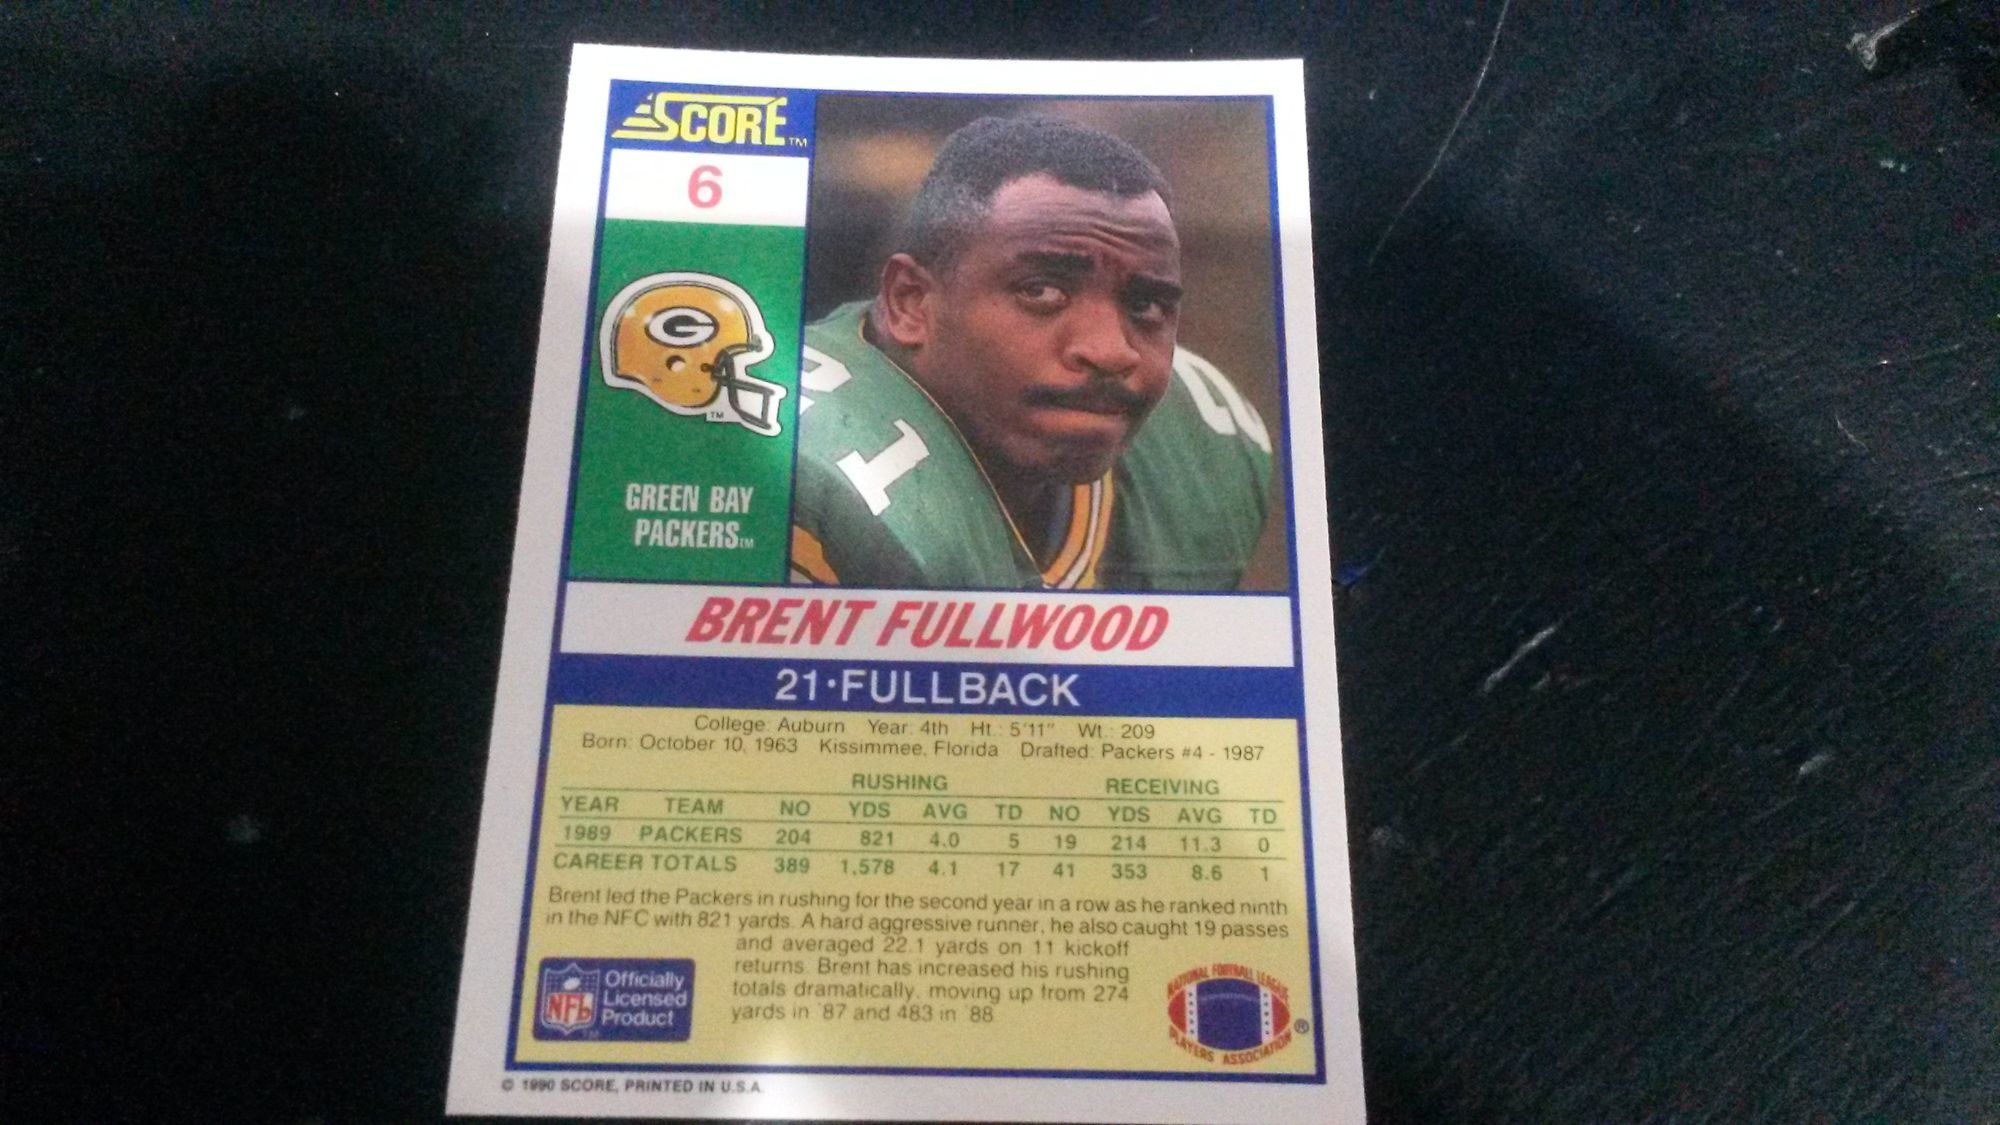 SCORE™
6
G
GREEN BAY
PACKERS™
21
BRENT FULLWOOD
21·FULLBACK
College: Auburn Year: 4th Ht.: 5'11" Wt.: 209
Born: October 10, 1963 Kissimmee, Florida Drafted: Packers #4 - 1987
RUSHING RECEIVING
YEAR TEAM NO YDS AVG TD NO YDS AVG TD
1989 PACKERS 204 821 4.0 5 19 214 11.3 0
CAREER TOTALS 389 1,578 4.1 17 41 353 8.6 1
Brent led the Packers in rushing for the second year in a row as he ranked ninth
in the NFC with 821 yards. A hard aggressive runner, he also caught 19 passes
and averaged 22.1 yards on 11 kickoff
returns. Brent has increased his rushing
totals dramatically, moving up from 274
yards in '87 and 483 in '88
NFL
Officially
Licensed
Product
TM
NATIONAL FOOTBALL LEAGUE
PLAYERS ASSOCIATION ®
© 1990 SCORE, PRINTED IN U.S.A.